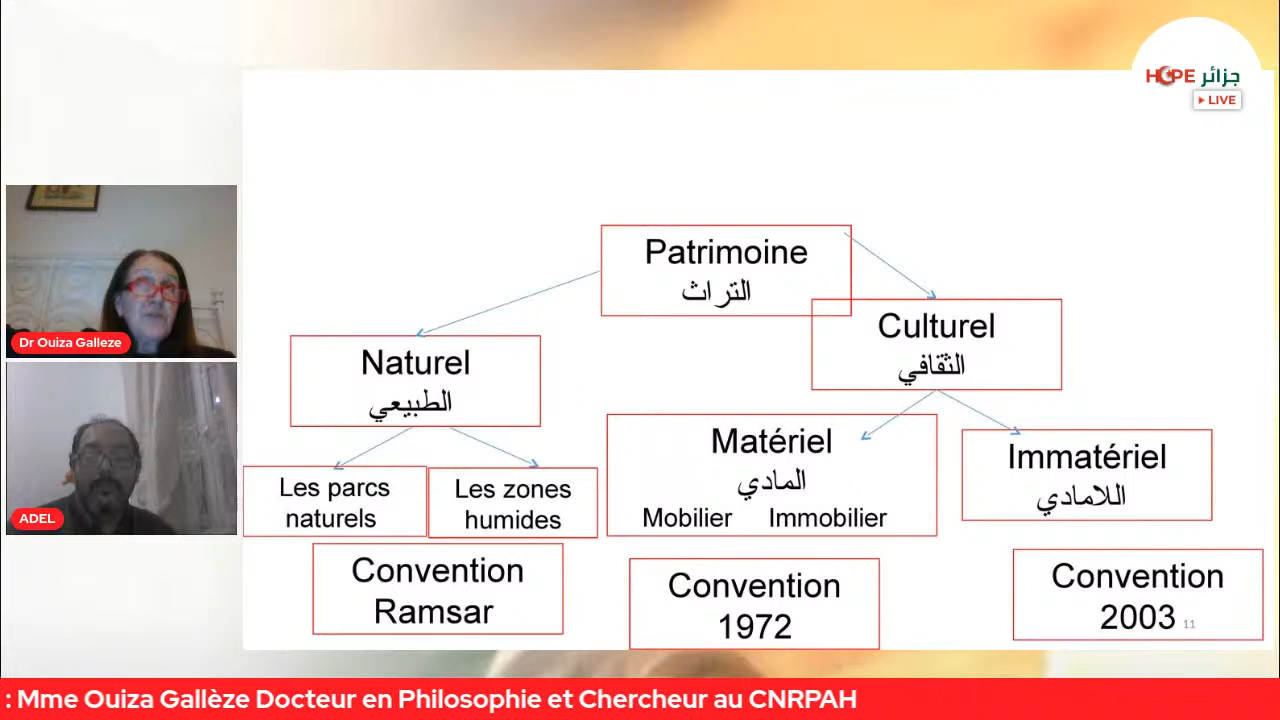 HOPE جزائر
LIVE
Patrimoine
التراث
Culturel
الثقافي
Naturel
الطبيعي
Matériel
المادي
Mobilier Immobilier
Immatériel
اللامادي
Les parcs
naturels
Les zones
humides
Convention
Ramsar
Convention
1972
Convention
2003
11
Dr Ouiza Galleze
ADEL
: Mme Ouiza Gallèze Docteur en Philosophie et Chercheur au CNRPAH